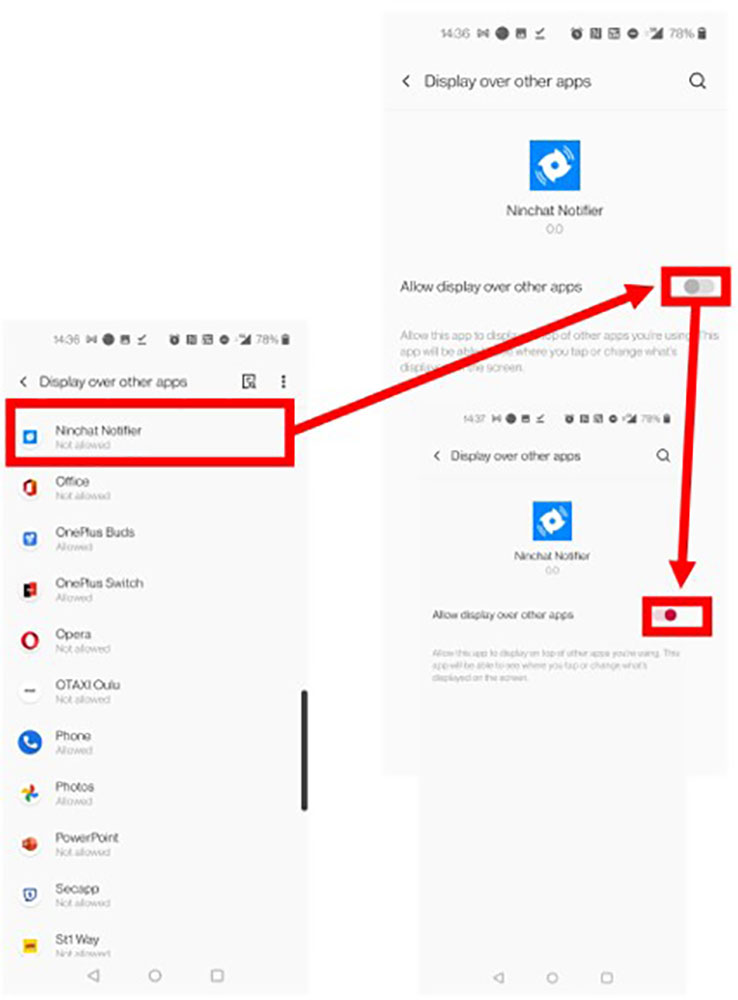 14:36
78%
Display over other apps
Ninchat Notifier
Not allowed
Office
Not allowed
OnePlus Buds
Allowed
OnePlus Switch
Allowed
Opera
Not allowed
OTAXI Oulu
Not allowed
Phone
Allowed
Photos
Allowed
PowerPoint
Not allowed
Secapp
Not allowed
St1 Way
Not allowed
14:36
78%
Display over other apps
Ninchat Notifier
0.0
Allow display over other apps
Allow this app to display on top of other apps you're using. This
app will be able to see where you tap or change what's
displayed on the screen.
14:37
78%
Display over other apps
Ninchat Notifier
0.0
Allow display over other apps
Allow this app to display on top of other apps you're using. This
app will be able to see where you tap or change what's
displayed on the screen.